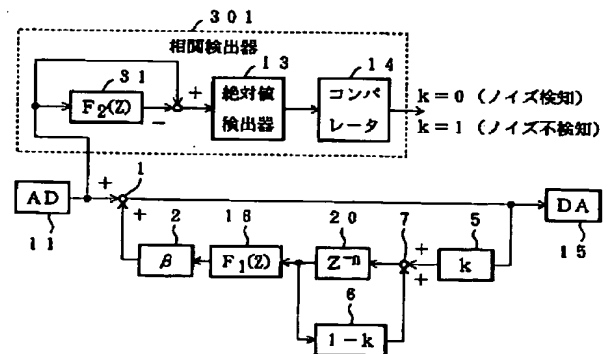 301
相関検出器
31
F₂(Z)
+
−
13
絶対値
検出器
14
コンパ
レータ
k=0 (ノイズ検知)
k=1 (ノイズ不検知)
AD
11
+
1
+
2
β
18
F₁(Z)
20
Z⁻ⁿ
7
+
+
5
k
DA
15
6
1−k